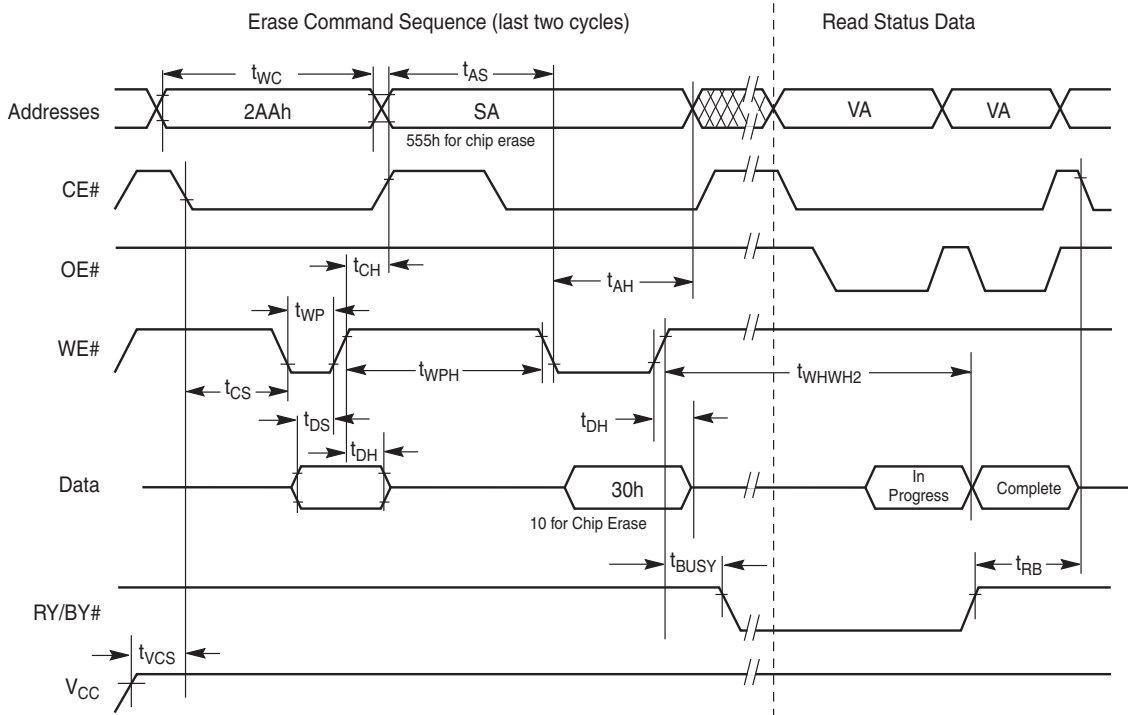 Erase Command Sequence (last two cycles)
Read Status Data
tWC
tAS
Addresses
2AAh
SA
VA
VA
555h for chip erase
CE#
OE#
tCH
tAH
tWP
WE#
tWPH
tWHWH2
tCS
tDS
tDH
tDH
Data
30h
In
Progress
Complete
10 for Chip Erase
tBUSY
tRB
RY/BY#
tVCS
VCC